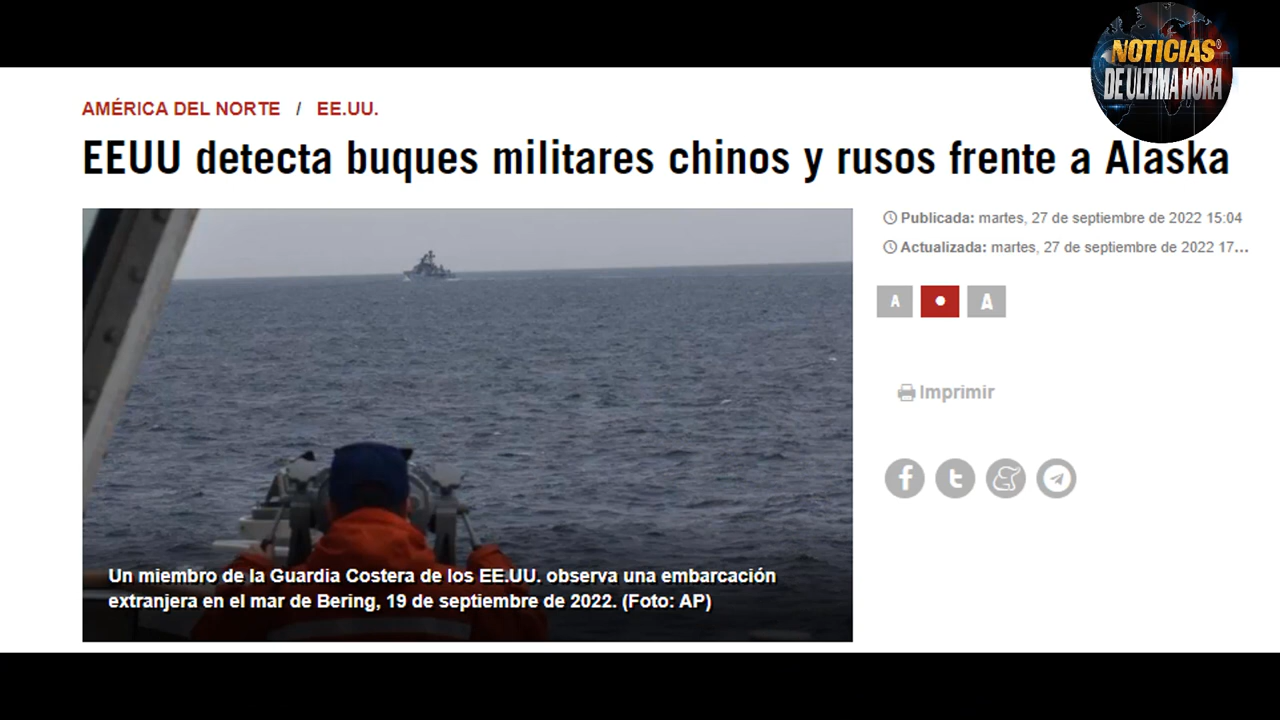 NOTICIAS®
DE ÚLTIMA HORA
AMÉRICA DEL NORTE / EE.UU.
EEUU detecta buques militares chinos y rusos frente a Alaska
Publicada: martes, 27 de septiembre de 2022 15:04
Actualizada: martes, 27 de septiembre de 2022 17...
A A
Imprimir
Un miembro de la Guardia Costera de los EE.UU. observa una embarcación
extranjera en el mar de Bering, 19 de septiembre de 2022. (Foto: AP)